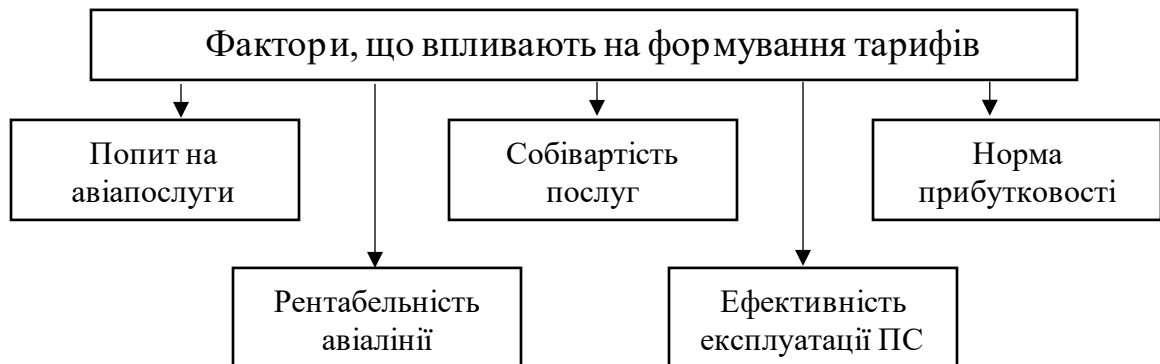 Фактори, що впливають на формування тарифів
Попит на
авіапослуги
Собівартість
послуг
Норма
прибутковості
Рентабельність
авіалінії
Ефективність
експлуатації ПС